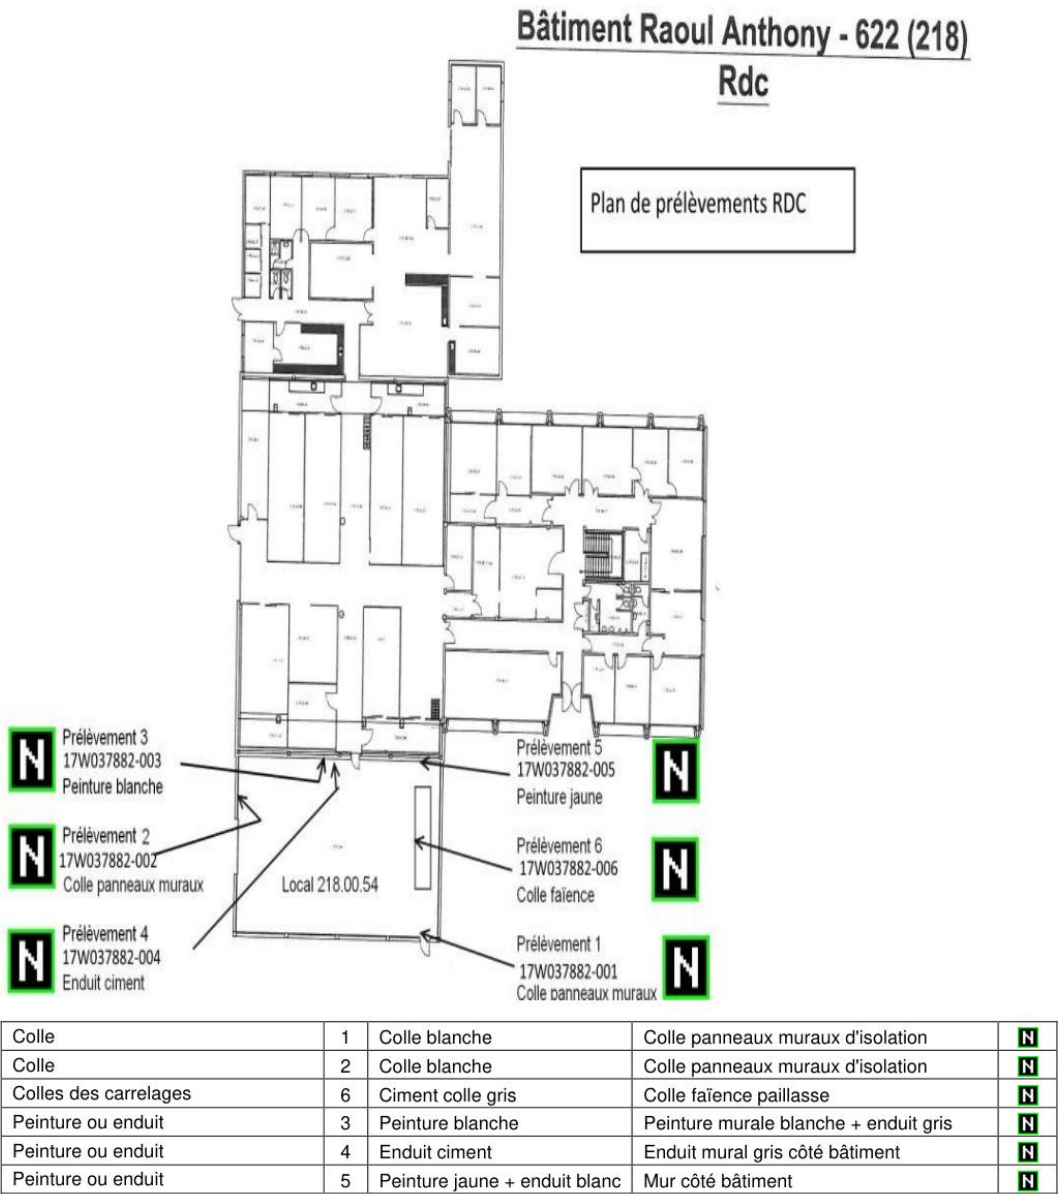 Bâtiment Raoul Anthony - 622 (218)
Rdc
Plan de prélèvements RDC
N
Prélèvement 3
17W037882-003
Peinture blanche
N
Prélèvement 2
17W037882-002
Colle panneaux muraux
N
Prélèvement 4
17W037882-004
Enduit ciment
Local 218.00.54
Prélèvement 5
17W037882-005
Peinture jaune
N
Prélèvement 6
17W037882-006
Colle faïence
N
Prélèvement 1
17W037882-001
Colle panneaux muraux
N
Colle 1 Colle blanche Colle panneaux muraux d'isolation N
Colle 2 Colle blanche Colle panneaux muraux d'isolation N
Colles des carrelages 6 Ciment colle gris Colle faïence paillasse N
Peinture ou enduit 3 Peinture blanche Peinture murale blanche + enduit gris N
Peinture ou enduit 4 Enduit ciment Enduit mural gris côté bâtiment N
Peinture ou enduit 5 Peinture jaune + enduit blanc Mur côté bâtiment N